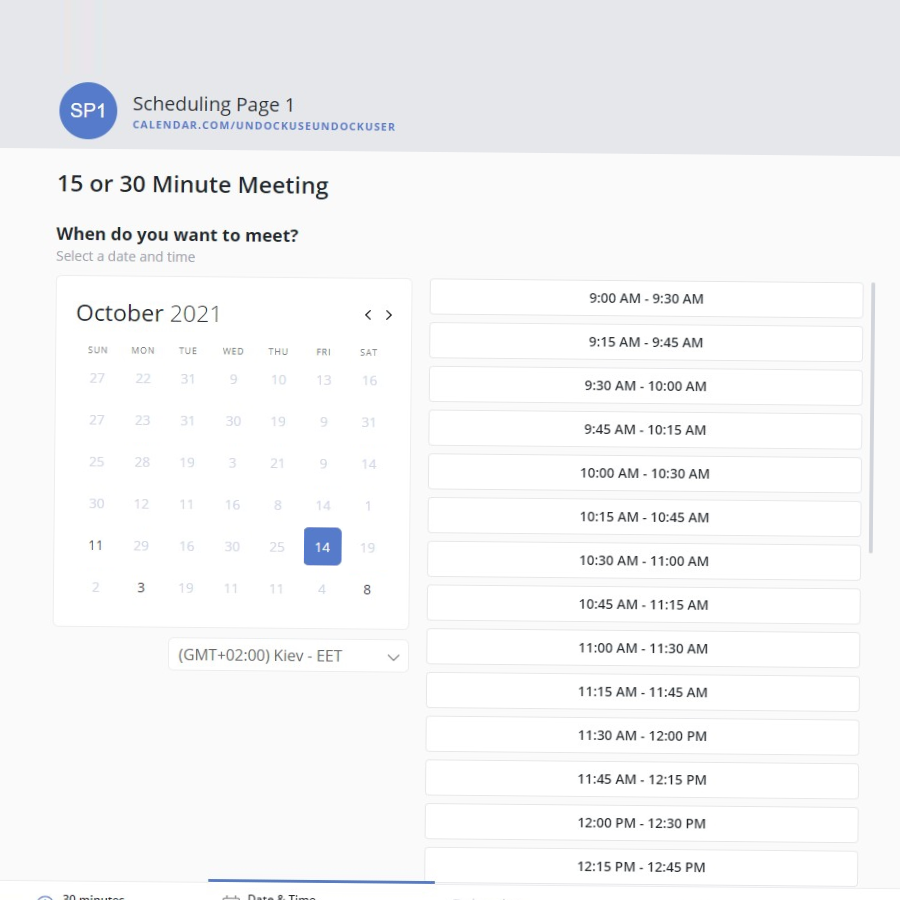 SP1
Scheduling Page 1
CALENDAR.COM/UNDOCKUSEUNDOCKUSER
15 or 30 Minute Meeting
When do you want to meet?
Select a date and time
October 2021
SUN MON TUE WED THU FRI SAT
27 22 31 9 10 13 16
27 23 31 30 19 9 31
25 28 19 3 21 9 14
30 12 11 16 8 14 1
11 29 16 30 25 14 19
2 3 19 11 11 4 8
(GMT+02:00) Kiev - EET
9:00 AM - 9:30 AM
9:15 AM - 9:45 AM
9:30 AM - 10:00 AM
9:45 AM - 10:15 AM
10:00 AM - 10:30 AM
10:15 AM - 10:45 AM
10:30 AM - 11:00 AM
10:45 AM - 11:15 AM
11:00 AM - 11:30 AM
11:15 AM - 11:45 AM
11:30 AM - 12:00 PM
11:45 AM - 12:15 PM
12:00 PM - 12:30 PM
12:15 PM - 12:45 PM
30 minutes
Date & Time